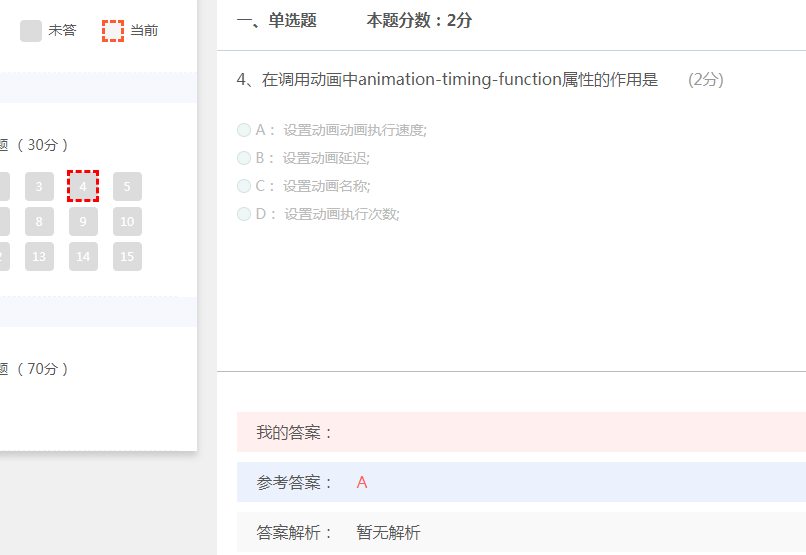 未答 当前
题（30分）
3 4 5
8 9 10
2 13 14 15
题（70分）
一、单选题 本题分数：2分
4、在调用动画中animation-timing-function属性的作用是 (2分)
A： 设置动画动画执行速度;
B： 设置动画延迟;
C： 设置动画名称;
D： 设置动画执行次数;
我的答案：
参考答案： A
答案解析： 暂无解析